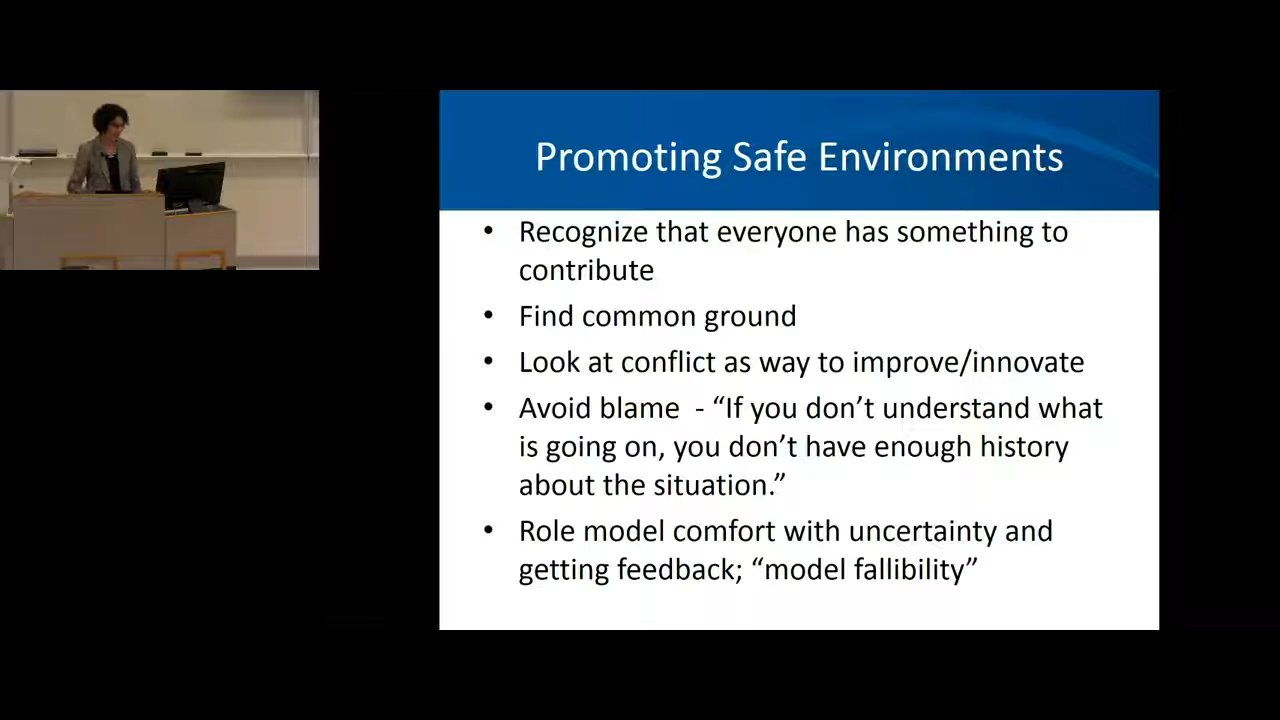 Promoting Safe Environments
• Recognize that everyone has something to
contribute
• Find common ground
• Look at conflict as way to improve/innovate
• Avoid blame  - “If you don’t understand what
is going on, you don’t have enough history
about the situation.”
• Role model comfort with uncertainty and
getting feedback; “model fallibility”